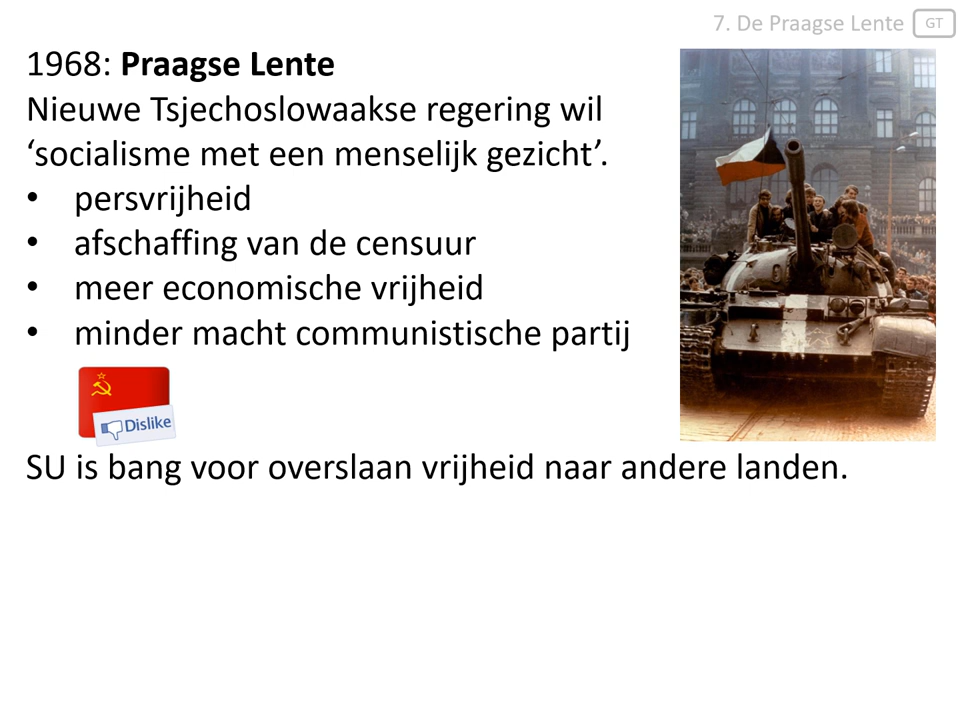 7. De Praagse Lente GT
1968: Praagse Lente
Nieuwe Tsjechoslowaakse regering wil
‘socialisme met een menselijk gezicht’.
• persvrijheid
• afschaffing van de censuur
• meer economische vrijheid
• minder macht communistische partij
Dislike
SU is bang voor overslaan vrijheid naar andere landen.